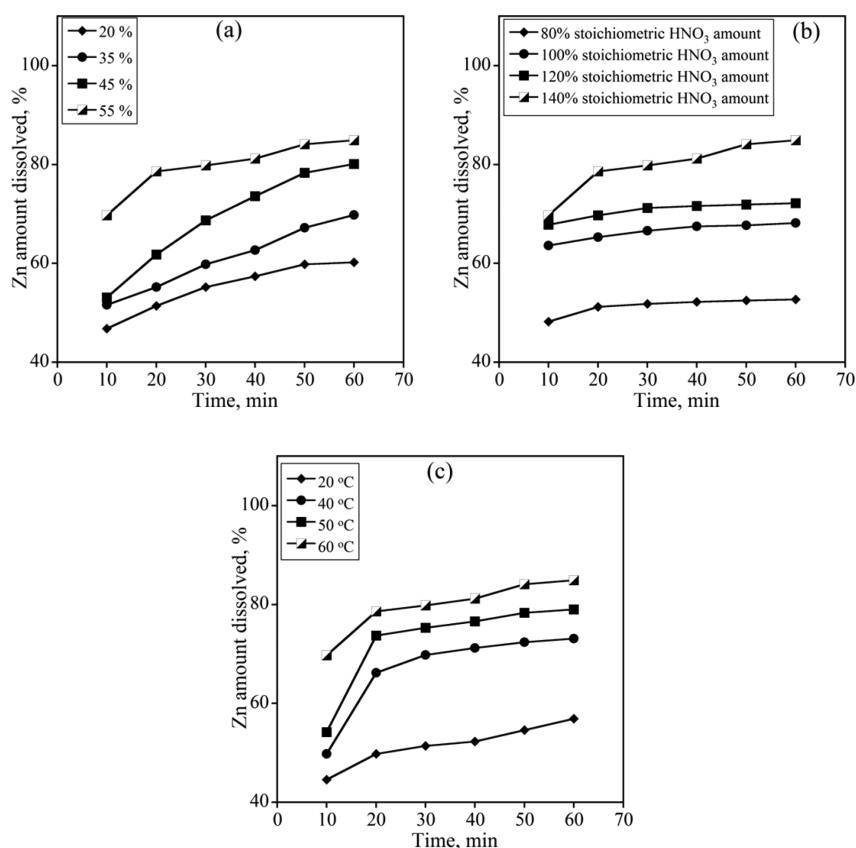 (a)
20 %
35 %
45 %
55 %
Zn amount dissolved, %
100
80
60
40
0 10 20 30 40 50 60 70
Time, min
(b)
80% stoichiometric HNO₃ amount
100% stoichiometric HNO₃ amount
120% stoichiometric HNO₃ amount
140% stoichiometric HNO₃ amount
Zn amount dissolved, %
100
80
60
40
0 10 20 30 40 50 60 70
Time, min
(c)
20 ºC
40 ºC
50 ºC
60 ºC
Zn amount dissolved, %
100
80
60
40
0 10 20 30 40 50 60 70
Time, min